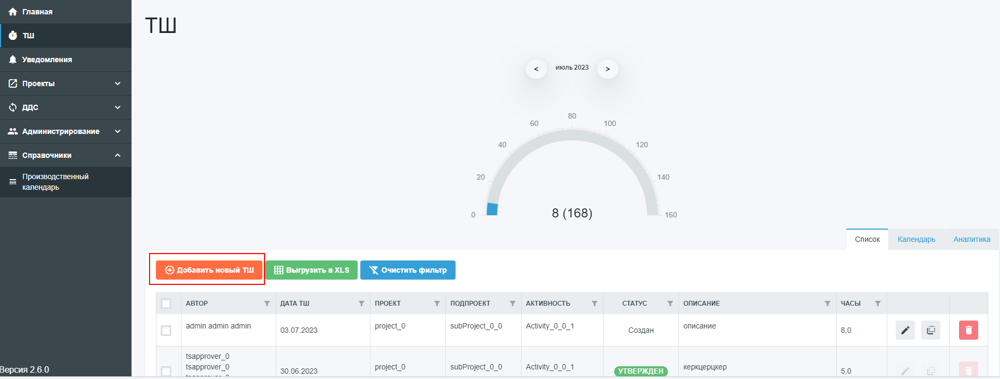 Главная
ТШ
Уведомления
Проекты
ДДС
Администрирование
Справочники
Производственный
календарь
Версия 2.6.0
ТШ
< июль 2023 >
0
20
40
60
80
100
120
140
160
8 (168)
Список Календарь Аналитика
Добавить новый ТШ Выгрузить в XLS Очистить фильтр
АВТОР ДАТА ТШ ПРОЕКТ ПОДПРОЕКТ АКТИВНОСТЬ СТАТУС ОПИСАНИЕ ЧАСЫ
admin admin admin 03.07.2023 project_0 subProject_0_0 Activity_0_0_1 Создан описание 8,0
tsapprover_0
tsapprover_0
30.06.2023 project_0 subProject_0_0 Activity_0_0_1 УТВЕРЖДЕН керкцерцкер 5,0